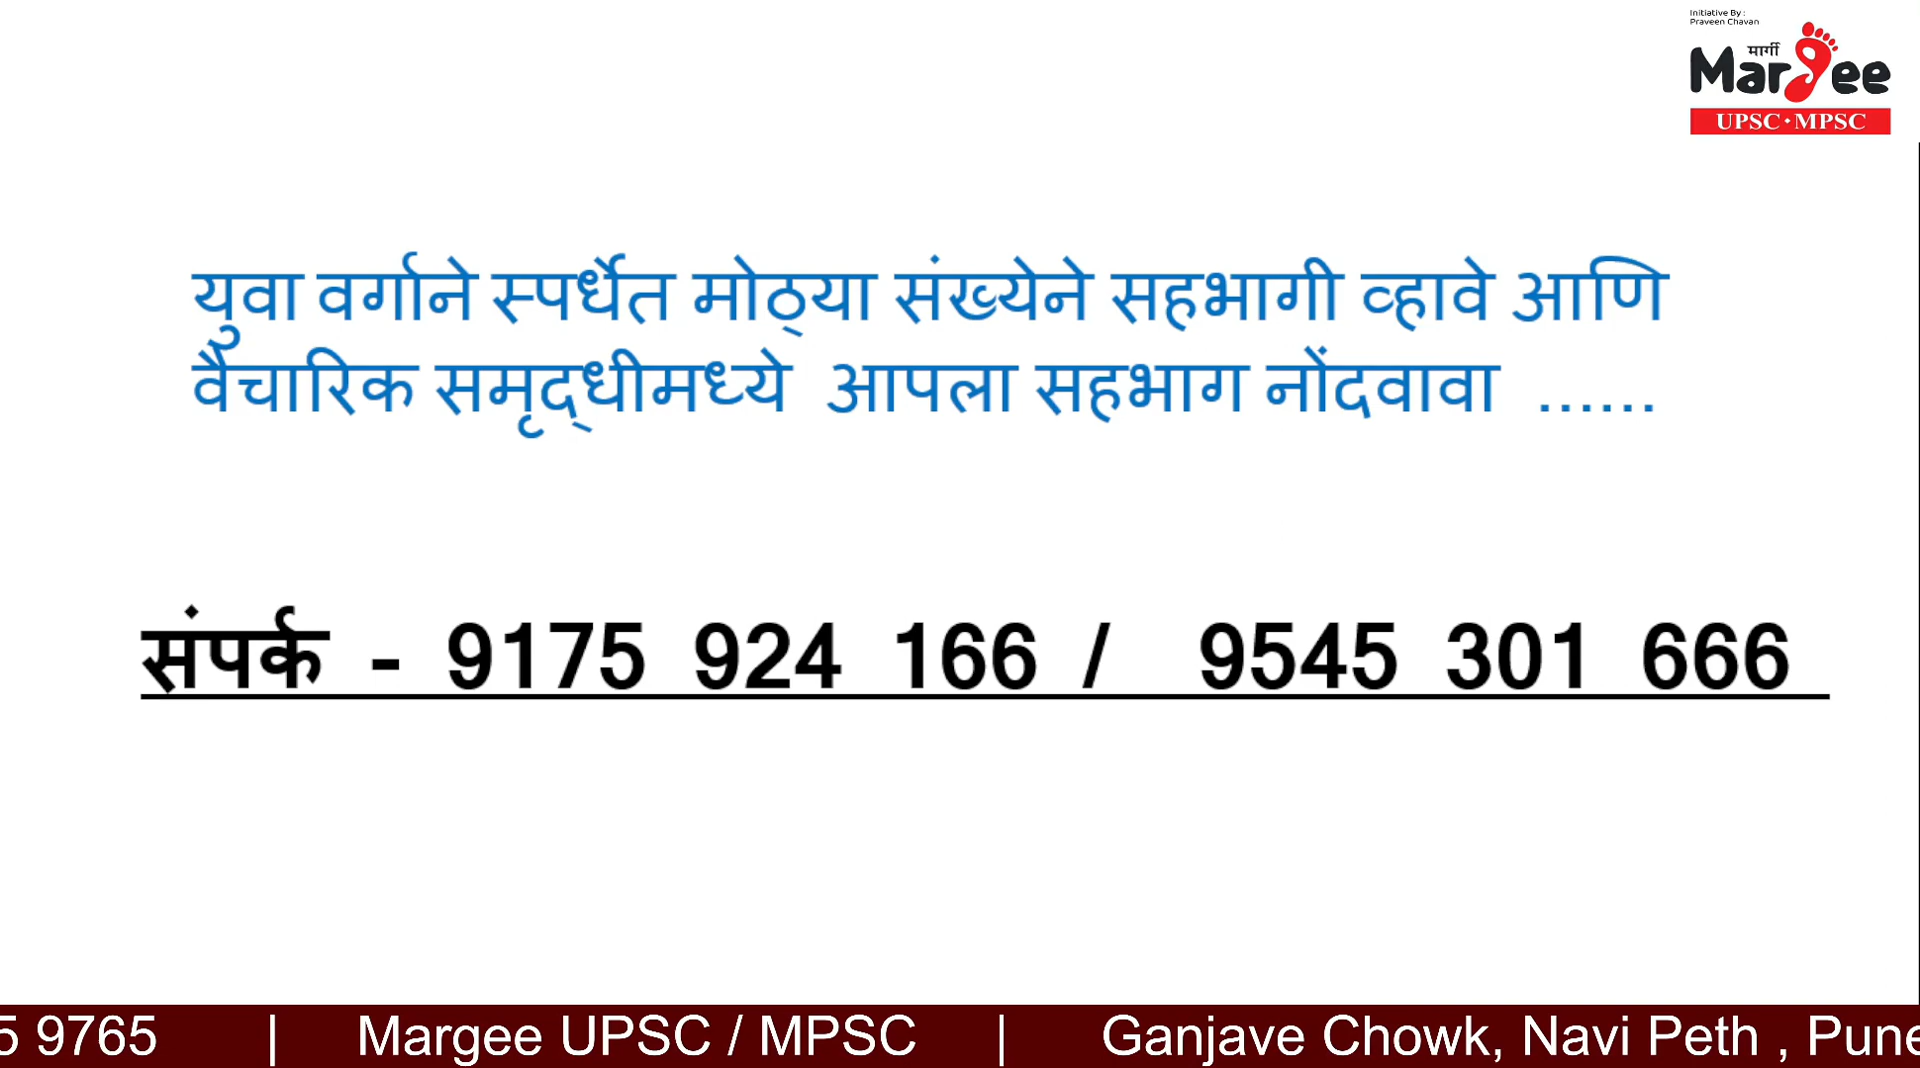 Initiative By :
Praveen Chavan
मार्गी
Margee
UPSC • MPSC
युवा वर्गाने स्पर्धेत मोठ्या संख्येने सहभागी व्हावे आणि
वैचारिक समृद्धीमध्ये आपला सहभाग नोंदवावा ......
संपर्क - 9175 924 166 / 9545 301 666
5 9765 | Margee UPSC / MPSC | Ganjave Chowk, Navi Peth , Pune